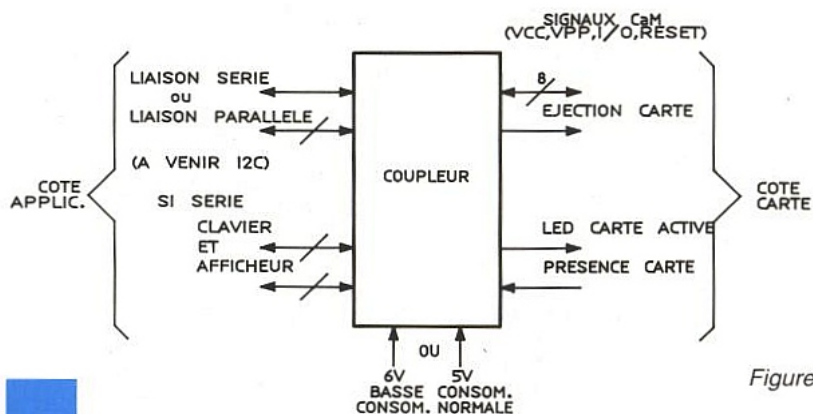 SIGNAUX CaM
(VCC,VPP,I/O,RESET)
LIAISON SERIE
OU
LIAISON PARALLELE
(A VENIR I2C)
SI SERIE
CLAVIER
ET
AFFICHEUR
COTE
APPLIC.
COUPLEUR
8
EJECTION CARTE
LED CARTE ACTIVE
PRESENCE CARTE
COTE
CARTE
OU
6V 5V
BASSE CONSOM.
CONSOM. NORMALE
Figure